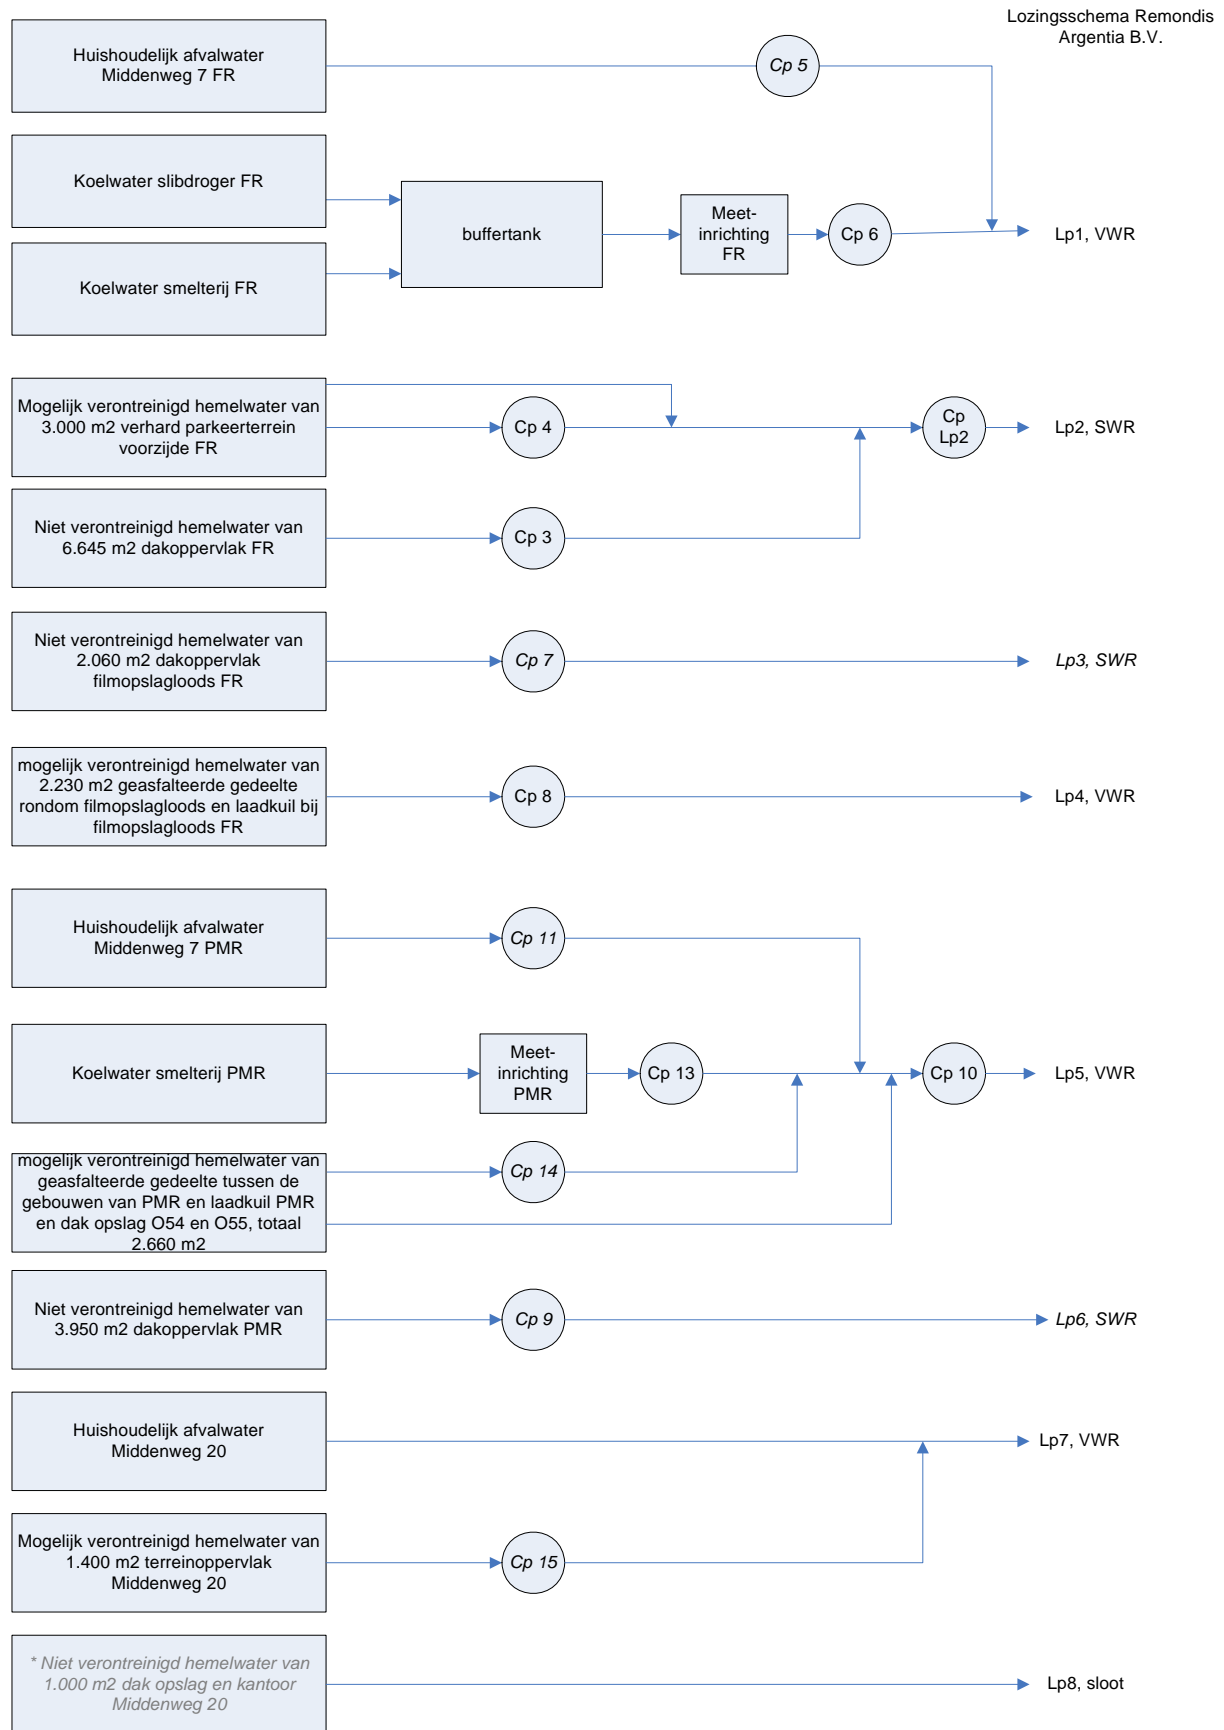 Lozingsschema Remondis
Argentia B.V.
Huishoudelijk afvalwater
Middenweg 7 FR
Cp 5
Koelwater slibdroger FR
buffertank
Meet-
inrichting
FR
Cp 6
Lp1, VWR
Koelwater smelterij FR
Mogelijk verontreinigd hemelwater van
3.000 m2 verhard parkeerterrein
voorzijde FR
Cp 4
Cp
Lp2
Lp2, SWR
Niet verontreinigd hemelwater van
6.645 m2 dakoppervlak FR
Cp 3
Niet verontreinigd hemelwater van
2.060 m2 dakoppervlak
filmopslagloods FR
Cp 7
Lp3, SWR
mogelijk verontreinigd hemelwater van
2.230 m2 geasfalteerde gedeelte
rondom filmopslagloods en laadkuil bij
filmopslagloods FR
Cp 8
Lp4, VWR
Huishoudelijk afvalwater
Middenweg 7 PMR
Cp 11
Koelwater smelterij PMR
Meet-
inrichting
PMR
Cp 13
Cp 10
Lp5, VWR
mogelijk verontreinigd hemelwater van
geasfalteerde gedeelte tussen de
gebouwen van PMR en laadkuil PMR
en dak opslag O54 en O55, totaal
2.660 m2
Cp 14
Niet verontreinigd hemelwater van
3.950 m2 dakoppervlak PMR
Cp 9
Lp6, SWR
Huishoudelijk afvalwater
Middenweg 20
Lp7, VWR
Mogelijk verontreinigd hemelwater van
1.400 m2 terreinoppervlak
Middenweg 20
Cp 15
* Niet verontreinigd hemelwater van
1.000 m2 dak opslag en kantoor
Middenweg 20
Lp8, sloot